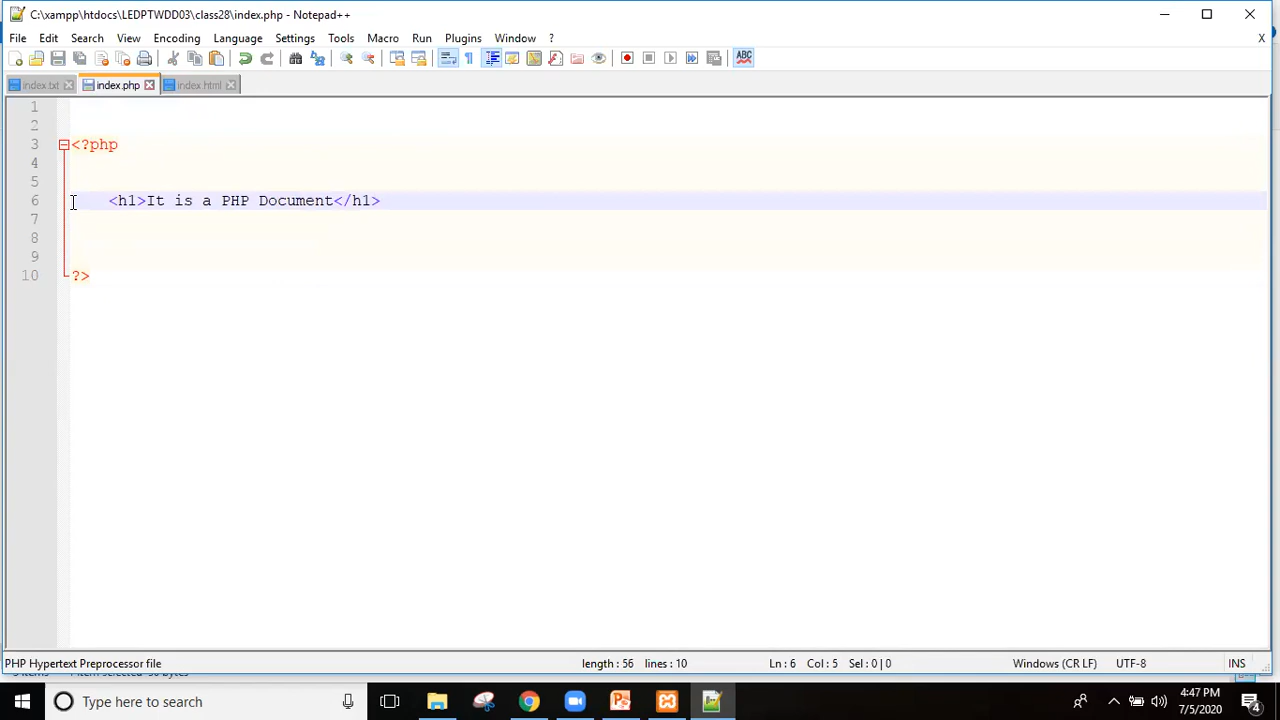 C:\xampp\htdocs\LEDPTWDD03\class28\index.php - Notepad++
File Edit Search View Encoding Language Settings Tools Macro Run Plugins Window ? X
index.txt index.php index.html
1
2
3 <?php
4
5
6 <h1>It is a PHP Document</h1>
7
8
9
10 ?>
PHP Hypertext Preprocessor file length : 56 lines : 10 Ln : 6 Col : 5 Sel : 0 | 0 Windows (CR LF) UTF-8 INS
Type here to search
4:47 PM
7/5/2020
4